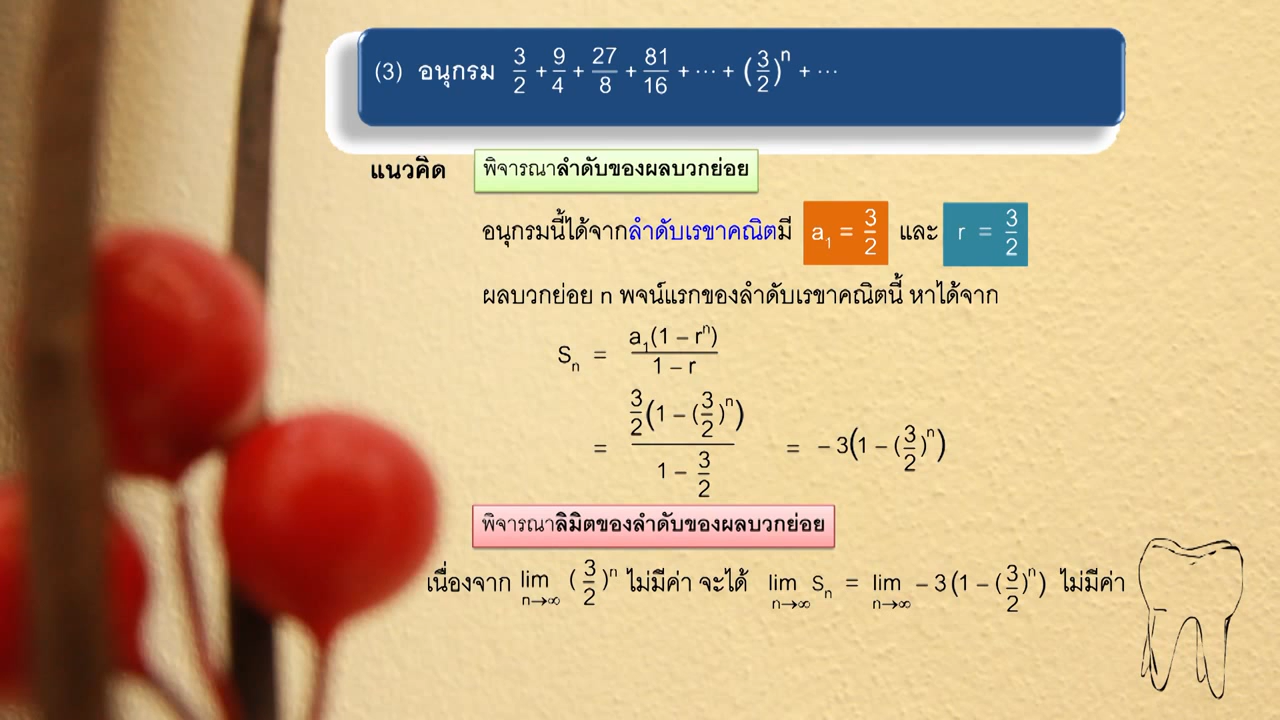 (3) อนุกรม 3/2 + 9/4 + 27/8 + 81/16 + ⋯ + (3/2)ⁿ + ⋯
แนวคิด พิจารณาลำดับของผลบวกย่อย
อนุกรมนี้ได้จากลำดับเรขาคณิตมี a₁ = 3/2 และ r = 3/2
ผลบวกย่อย n พจน์แรกของลำดับเรขาคณิตนี้ หาได้จาก
Sₙ = a₁(1 – rⁿ) / 1 – r
= 3/2(1 – (3/2)ⁿ) / 1 – 3/2 = – 3(1 – (3/2)ⁿ)
พิจารณาลิมิตของลำดับของผลบวกย่อย
เนื่องจาก lim n→∞ (3/2)ⁿ ไม่มีค่า จะได้ lim n→∞ Sₙ = lim n→∞ – 3(1 – (3/2)ⁿ) ไม่มีค่า